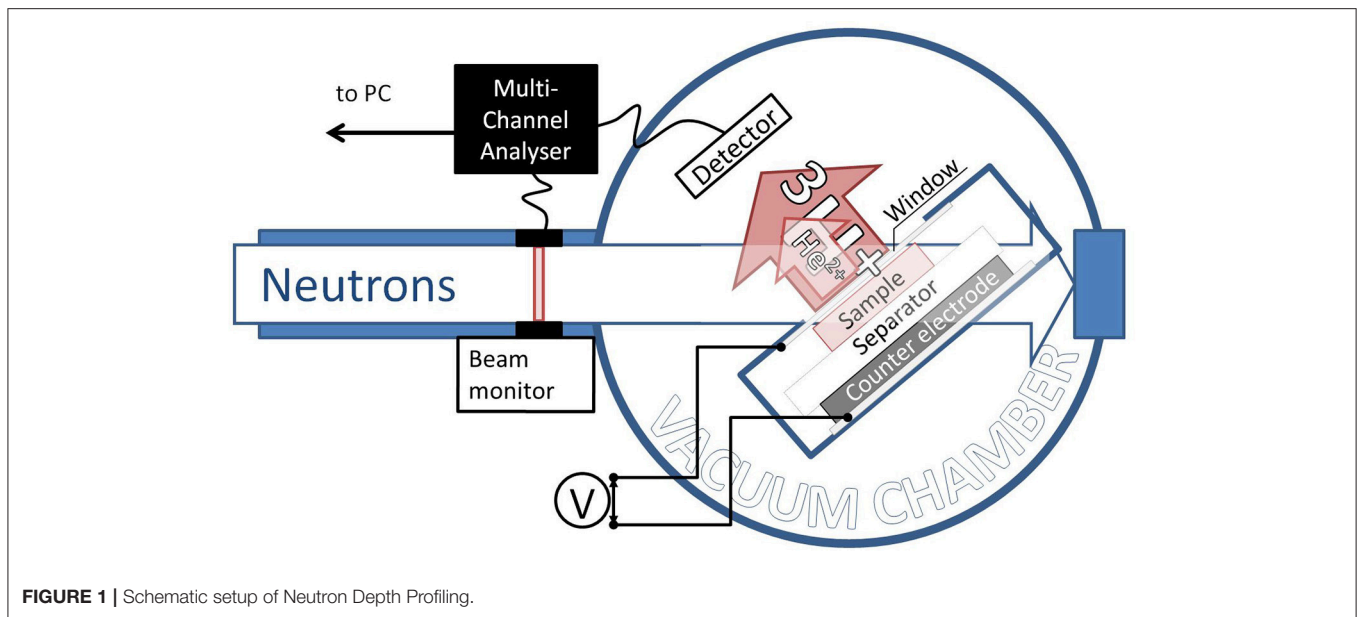 to PC
Multi-
Channel
Analyser
Detector
Window
3H+
He2+
Neutrons
Sample
Separator
Counter electrode
Beam
monitor
VACUUM CHAMBER
V
FIGURE 1 | Schematic setup of Neutron Depth Profiling.